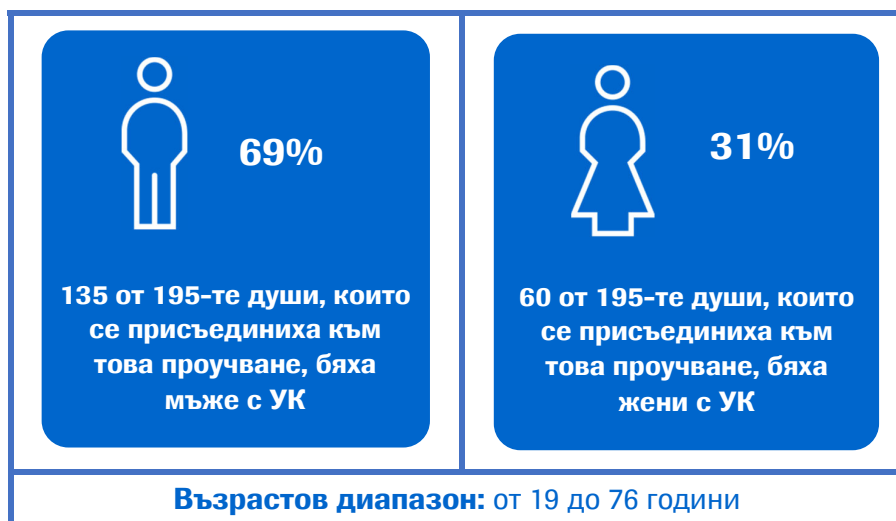 69%
135 от 195-те души, които
се присъединиха към
това проучване, бяха
мъже с УК
31%
60 от 195-те души, които
се присъединиха към
това проучване, бяха
жени с УК
Възрастов диапазон: от 19 до 76 години